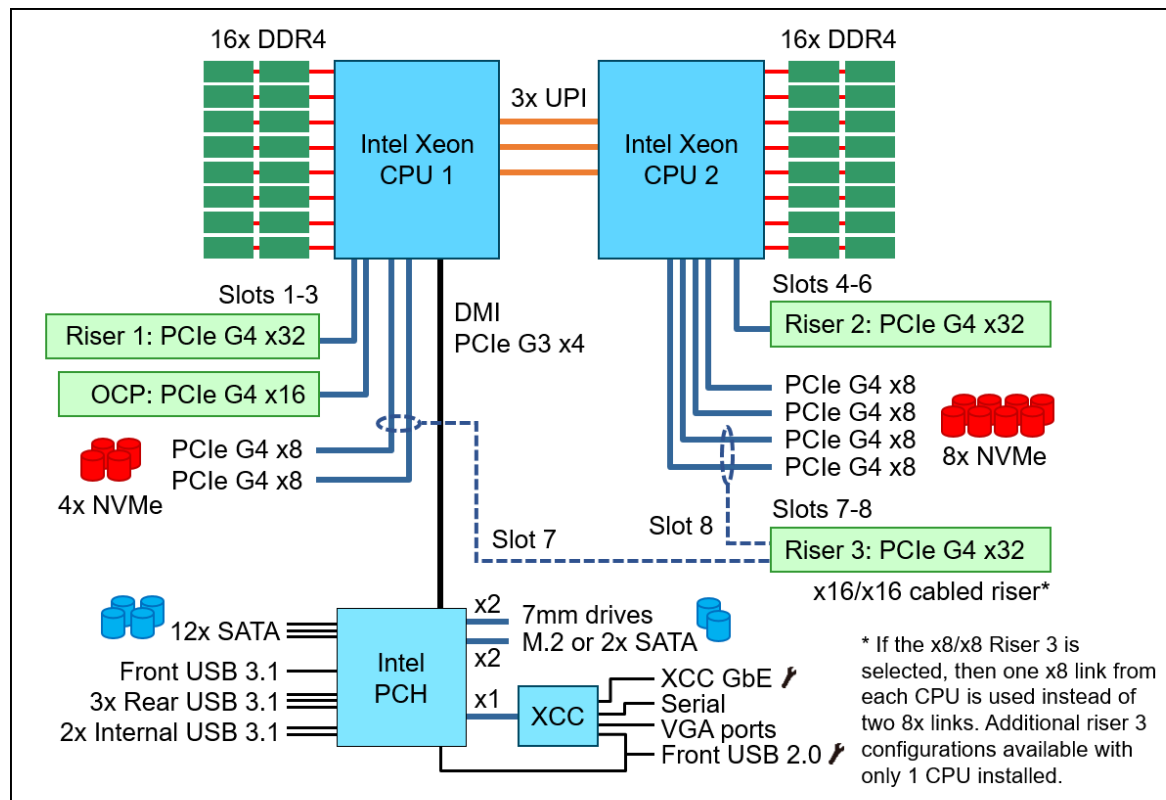 16x DDR4
16x DDR4
3x UPI
Intel Xeon
CPU 1
Intel Xeon
CPU 2
Slots 1-3
Riser 1: PCIe G4 x32
OCP: PCIe G4 x16
PCIe G4 x8
PCIe G4 x8
4x NVMe
DMI
PCIe G3 x4
Slots 4-6
Riser 2: PCIe G4 x32
PCIe G4 x8
PCIe G4 x8
PCIe G4 x8
PCIe G4 x8
8x NVMe
Slot 7
Slot 8
Slots 7-8
Riser 3: PCIe G4 x32
x16/x16 cabled riser*
12x SATA
Front USB 3.1
3x Rear USB 3.1
2x Internal USB 3.1
Intel
PCH
x2
7mm drives
M.2 or 2x SATA
x2
x1
XCC
XCC GbE
Serial
VGA ports
Front USB 2.0
* If the x8/x8 Riser 3 is
selected, then one x8 link from
each CPU is used instead of
two 8x links. Additional riser 3
configurations available with
only 1 CPU installed.